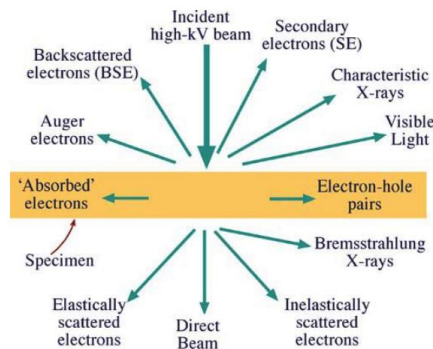 Incident
high-kV beam
Secondary
electrons (SE)
Backscattered
electrons (BSE)
Characteristic
X-rays
Auger
electrons
Visible
Light
'Absorbed'
electrons
Electron-hole
pairs
Specimen
Bremsstrahlung
X-rays
Elastically
scattered
electrons
Direct
Beam
Inelastically
scattered
electrons